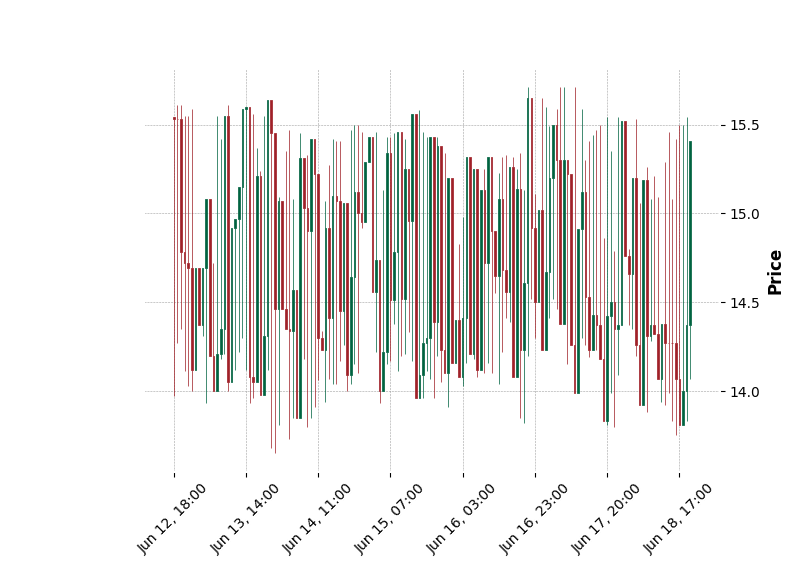 15.5
15.0
14.5
14.0
Price
Jun 12, 18:00
Jun 13, 14:00
Jun 14, 11:00
Jun 15, 07:00
Jun 16, 03:00
Jun 16, 23:00
Jun 17, 20:00
Jun 18, 17:00